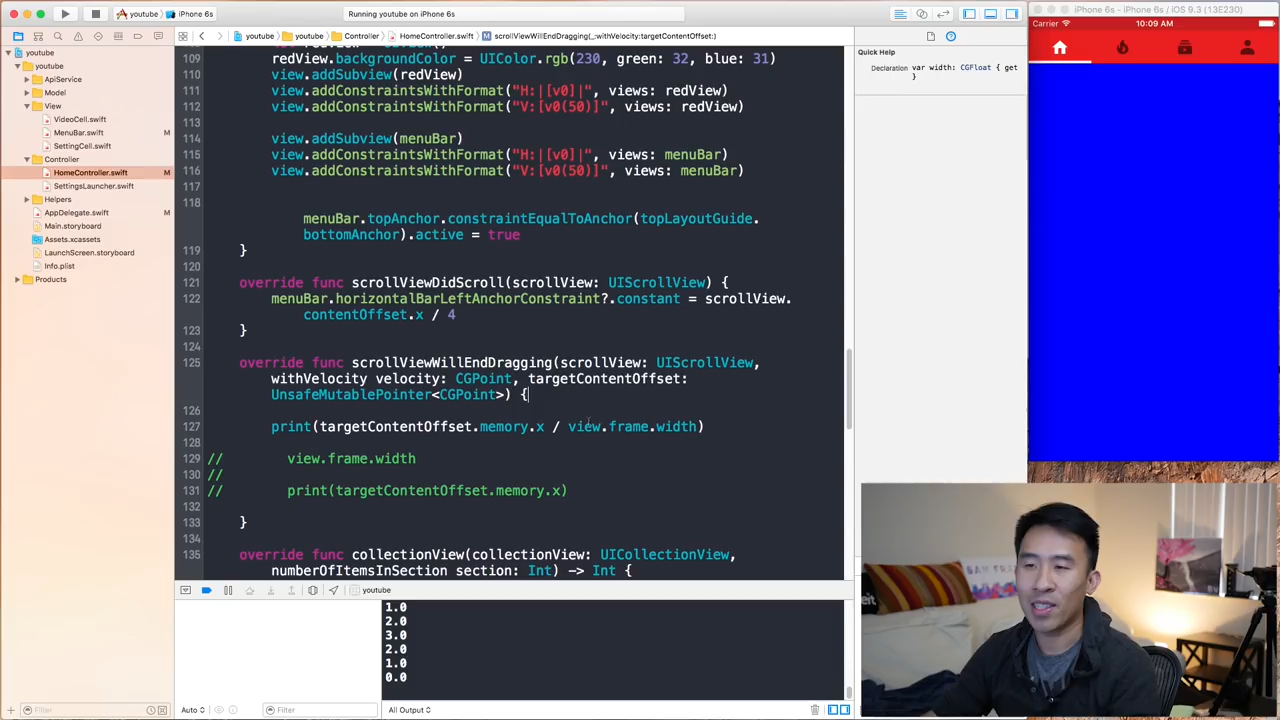 youtube
iPhone 6s
Running youtube on iPhone 6s
iPhone 6s - iPhone 6s / iOS 9.3 (13E230)
Carrier
10:09 AM
youtube
youtube
Controller
HomeController.swift
scrollViewWillEndDragging(_:withVelocity:targetContentOffset:)
youtube
youtube
ApiService
Model
View
VideoCell.swift
MenuBar.swift M
SettingCell.swift
Controller
HomeController.swift M
SettingsLauncher.swift
Helpers
AppDelegate.swift M
Main.storyboard
Assets.xcassets
LaunchScreen.storyboard
Info.plist
Products
109 redView.backgroundColor = UIColor.rgb(230, green: 32, blue: 31)
110 view.addSubview(redView)
111 view.addConstraintsWithFormat("H:|[v0]|", views: redView)
112 view.addConstraintsWithFormat("V:[v0(50)]", views: redView)
113
114 view.addSubview(menuBar)
115 view.addConstraintsWithFormat("H:|[v0]|", views: menuBar)
116 view.addConstraintsWithFormat("V:[v0(50)]", views: menuBar)
117
118
menuBar.topAnchor.constraintEqualToAnchor(topLayoutGuide.
bottomAnchor).active = true
119 }
120
121 override func scrollViewDidScroll(scrollView: UIScrollView) {
122 menuBar.horizontalBarLeftAnchorConstraint?.constant = scrollView.
contentOffset.x / 4
123 }
124
125 override func scrollViewWillEndDragging(scrollView: UIScrollView,
withVelocity velocity: CGPoint, targetContentOffset:
UnsafeMutablePointer<CGPoint>) {
126
127 print(targetContentOffset.memory.x / view.frame.width)
128
129 // view.frame.width
130 //
131 // print(targetContentOffset.memory.x)
132
133 }
134
135 override func collectionView(collectionView: UICollectionView,
numberOfItemsInSection section: Int) -> Int {
Quick Help
Declaration var width: CGFloat { get
}
youtube
1.0
2.0
3.0
2.0
1.0
0.0
Filter
Auto
Filter
All Output